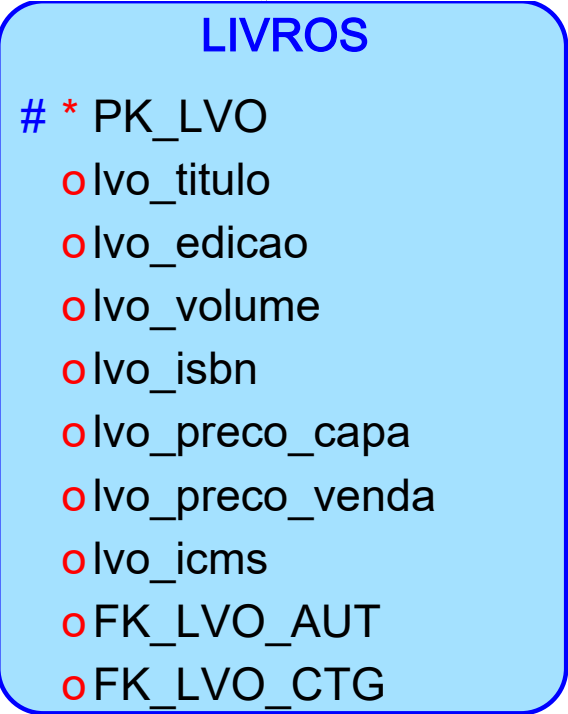 LIVROS
# * PK_LVO
o lvo_titulo
o lvo_edicao
o lvo_volume
o lvo_isbn
o lvo_preco_capa
o lvo_preco_venda
o lvo_icms
o FK_LVO_AUT
o FK_LVO_CTG